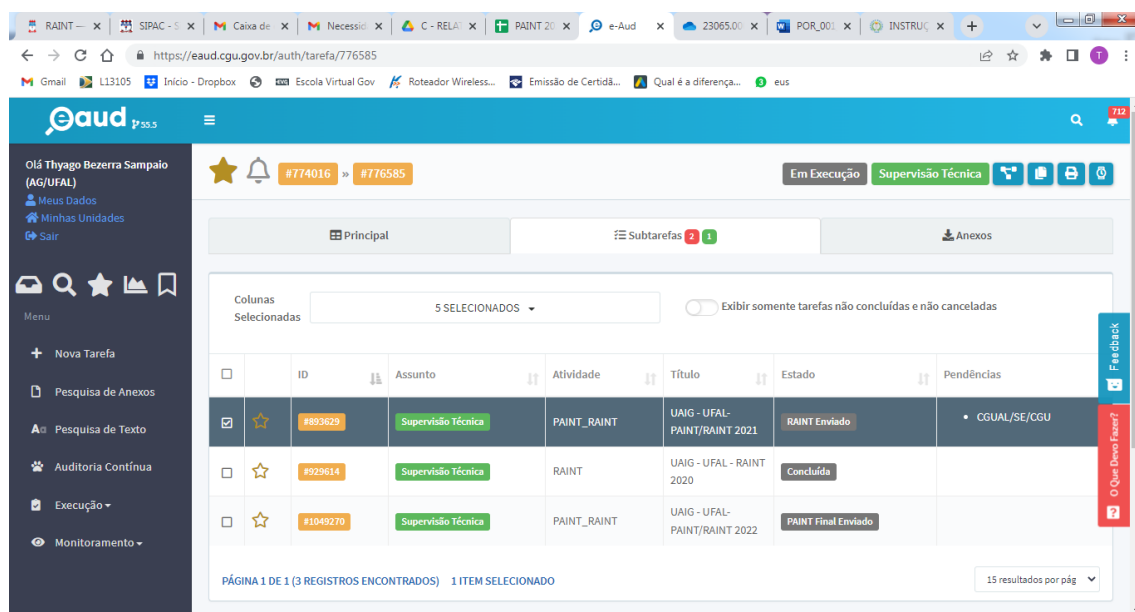 RAINT —
SIPAC - S
Caixa de
Necessid
C - RELAT
PAINT 20
e-Aud
23065.00
POR_001
INSTRUÇ
https://eaud.cgu.gov.br/auth/tarefa/776585
T
Gmail
L13105
Início - Dropbox
Escola Virtual Gov
Roteador Wireless...
Emissão de Certidã...
Qual é a diferença...
eus
eaud 55.5
712
Olá Thyago Bezerra Sampaio
(AG/UFAL)
Meus Dados
Minhas Unidades
Sair
Menu
Nova Tarefa
Pesquisa de Anexos
Pesquisa de Texto
Auditoria Contínua
Execução
Monitoramento
#774016 » #776585
Em Execução
Supervisão Técnica
Principal
Subtarefas 2 1
Anexos
Colunas
Selecionadas
5 SELECIONADOS
Exibir somente tarefas não concluídas e não canceladas
ID Assunto Atividade Título Estado Pendências
#893629 Supervisão Técnica PAINT_RAINT UAIG - UFAL-
PAINT/RAINT 2021 RAINT Enviado • CGUAL/SE/CGU
#929614 Supervisão Técnica RAINT UAIG - UFAL - RAINT
2020 Concluída
#1049270 Supervisão Técnica PAINT_RAINT UAIG - UFAL-
PAINT/RAINT 2022 PAINT Final Enviado
PÁGINA 1 DE 1 (3 REGISTROS ENCONTRADOS) 1 ITEM SELECIONADO
15 resultados por pág
Feedback
O Que Devo Fazer?